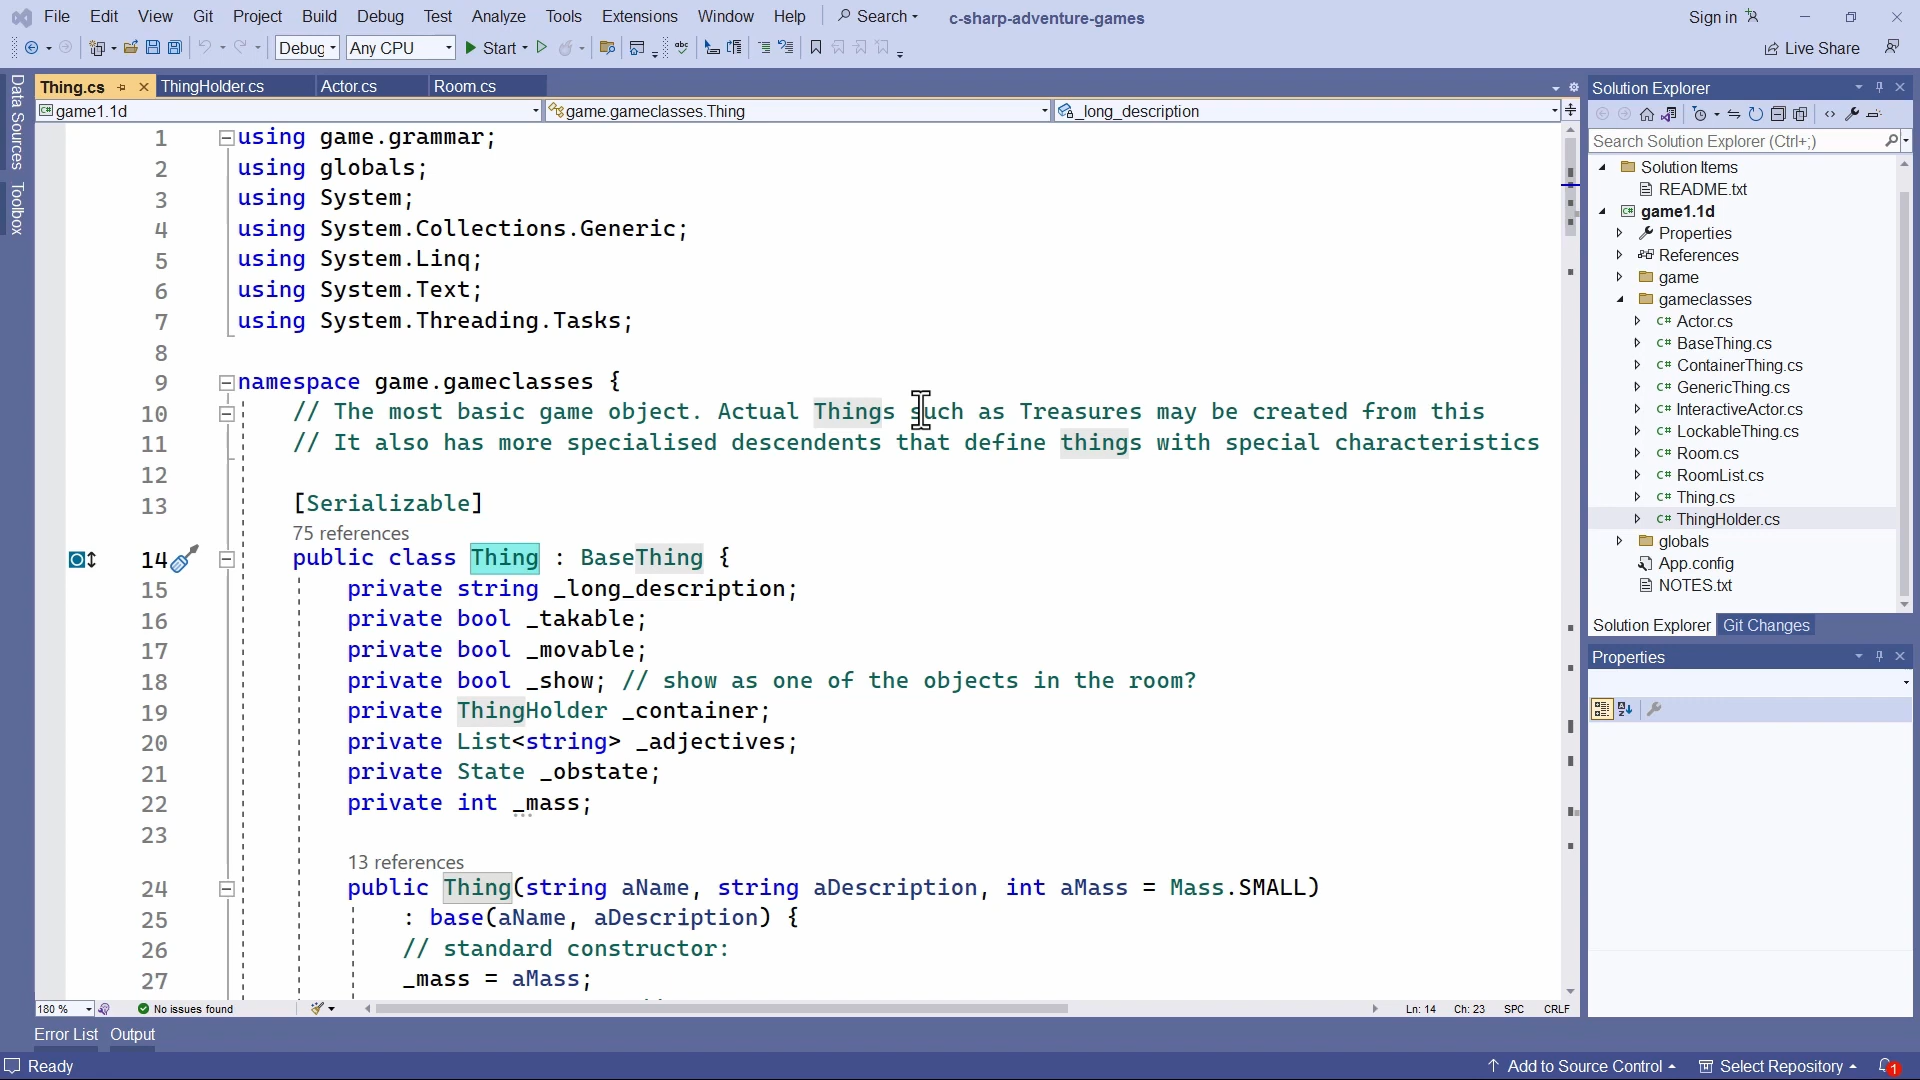 File Edit View Git Project Build Debug Test Analyze Tools Extensions Window Help Search c-sharp-adventure-games Sign in
Debug Any CPU Start Live Share
Thing.cs ThingHolder.cs Actor.cs Room.cs
game1.1d game.gameclasses.Thing _long_description
Data Sources
Toolbox
1 using game.grammar;
2 using globals;
3 using System;
4 using System.Collections.Generic;
5 using System.Linq;
6 using System.Text;
7 using System.Threading.Tasks;
8
9 namespace game.gameclasses {
10 // The most basic game object. Actual Things such as Treasures may be created from this
11 // It also has more specialised descendents that define things with special characteristics
12
13 [Serializable]
75 references
14 public class Thing : BaseThing {
15 private string _long_description;
16 private bool _takable;
17 private bool _movable;
18 private bool _show; // show as one of the objects in the room?
19 private ThingHolder _container;
20 private List<string> _adjectives;
21 private State _obstate;
22 private int _mass;
23
13 references
24 public Thing(string aName, string aDescription, int aMass = Mass.SMALL)
25 : base(aName, aDescription) {
26 // standard constructor:
27 _mass = aMass;
180 % No issues found Ln: 14 Ch: 23 SPC CRLF
Solution Explorer
Search Solution Explorer (Ctrl+;)
Solution Items
README.txt
game1.1d
Properties
References
game
gameclasses
C# Actor.cs
C# BaseThing.cs
C# ContainerThing.cs
C# GenericThing.cs
C# InteractiveActor.cs
C# LockableThing.cs
C# Room.cs
C# RoomList.cs
C# Thing.cs
C# ThingHolder.cs
globals
App.config
NOTES.txt
Solution Explorer Git Changes
Properties
Error List Output
Ready Add to Source Control Select Repository 1